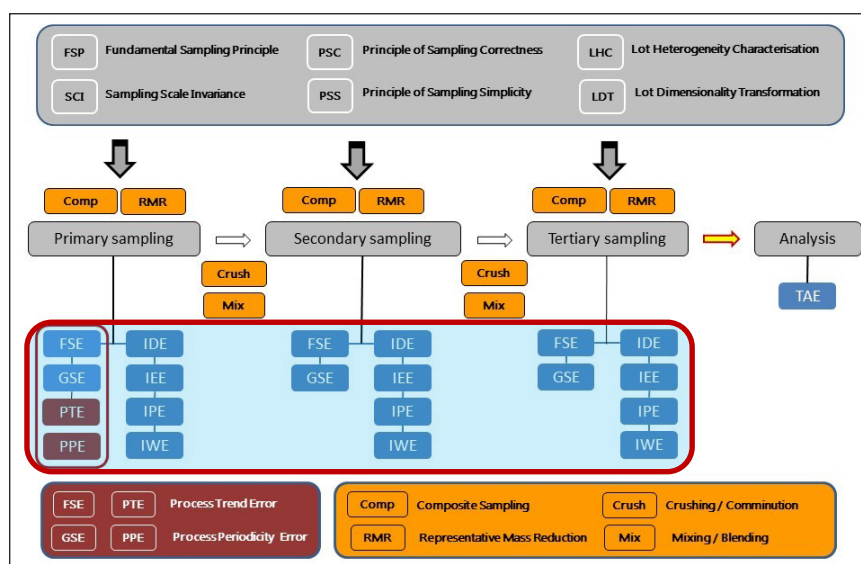 FSP Fundamental Sampling Principle PSC Principle of Sampling Correctness LHC Lot Heterogeneity Characterisation
SCI Sampling Scale Invariance PSS Principle of Sampling Simplicity LDT Lot Dimensionality Transformation
Comp RMR Comp RMR Comp RMR
Primary sampling Secondary sampling Tertiary sampling Analysis
Crush Crush
TAE
Mix Mix
FSE IDE FSE IDE FSE IDE
GSE IEE GSE IEE GSE IEE
PTE IPE IPE IPE
PPE IWE IWE IWE
FSE PTE Process Trend Error Comp Composite Sampling Crush Crushing / Comminution
GSE PPE Process Periodicity Error RMR Representative Mass Reduction Mix Mixing / Blending